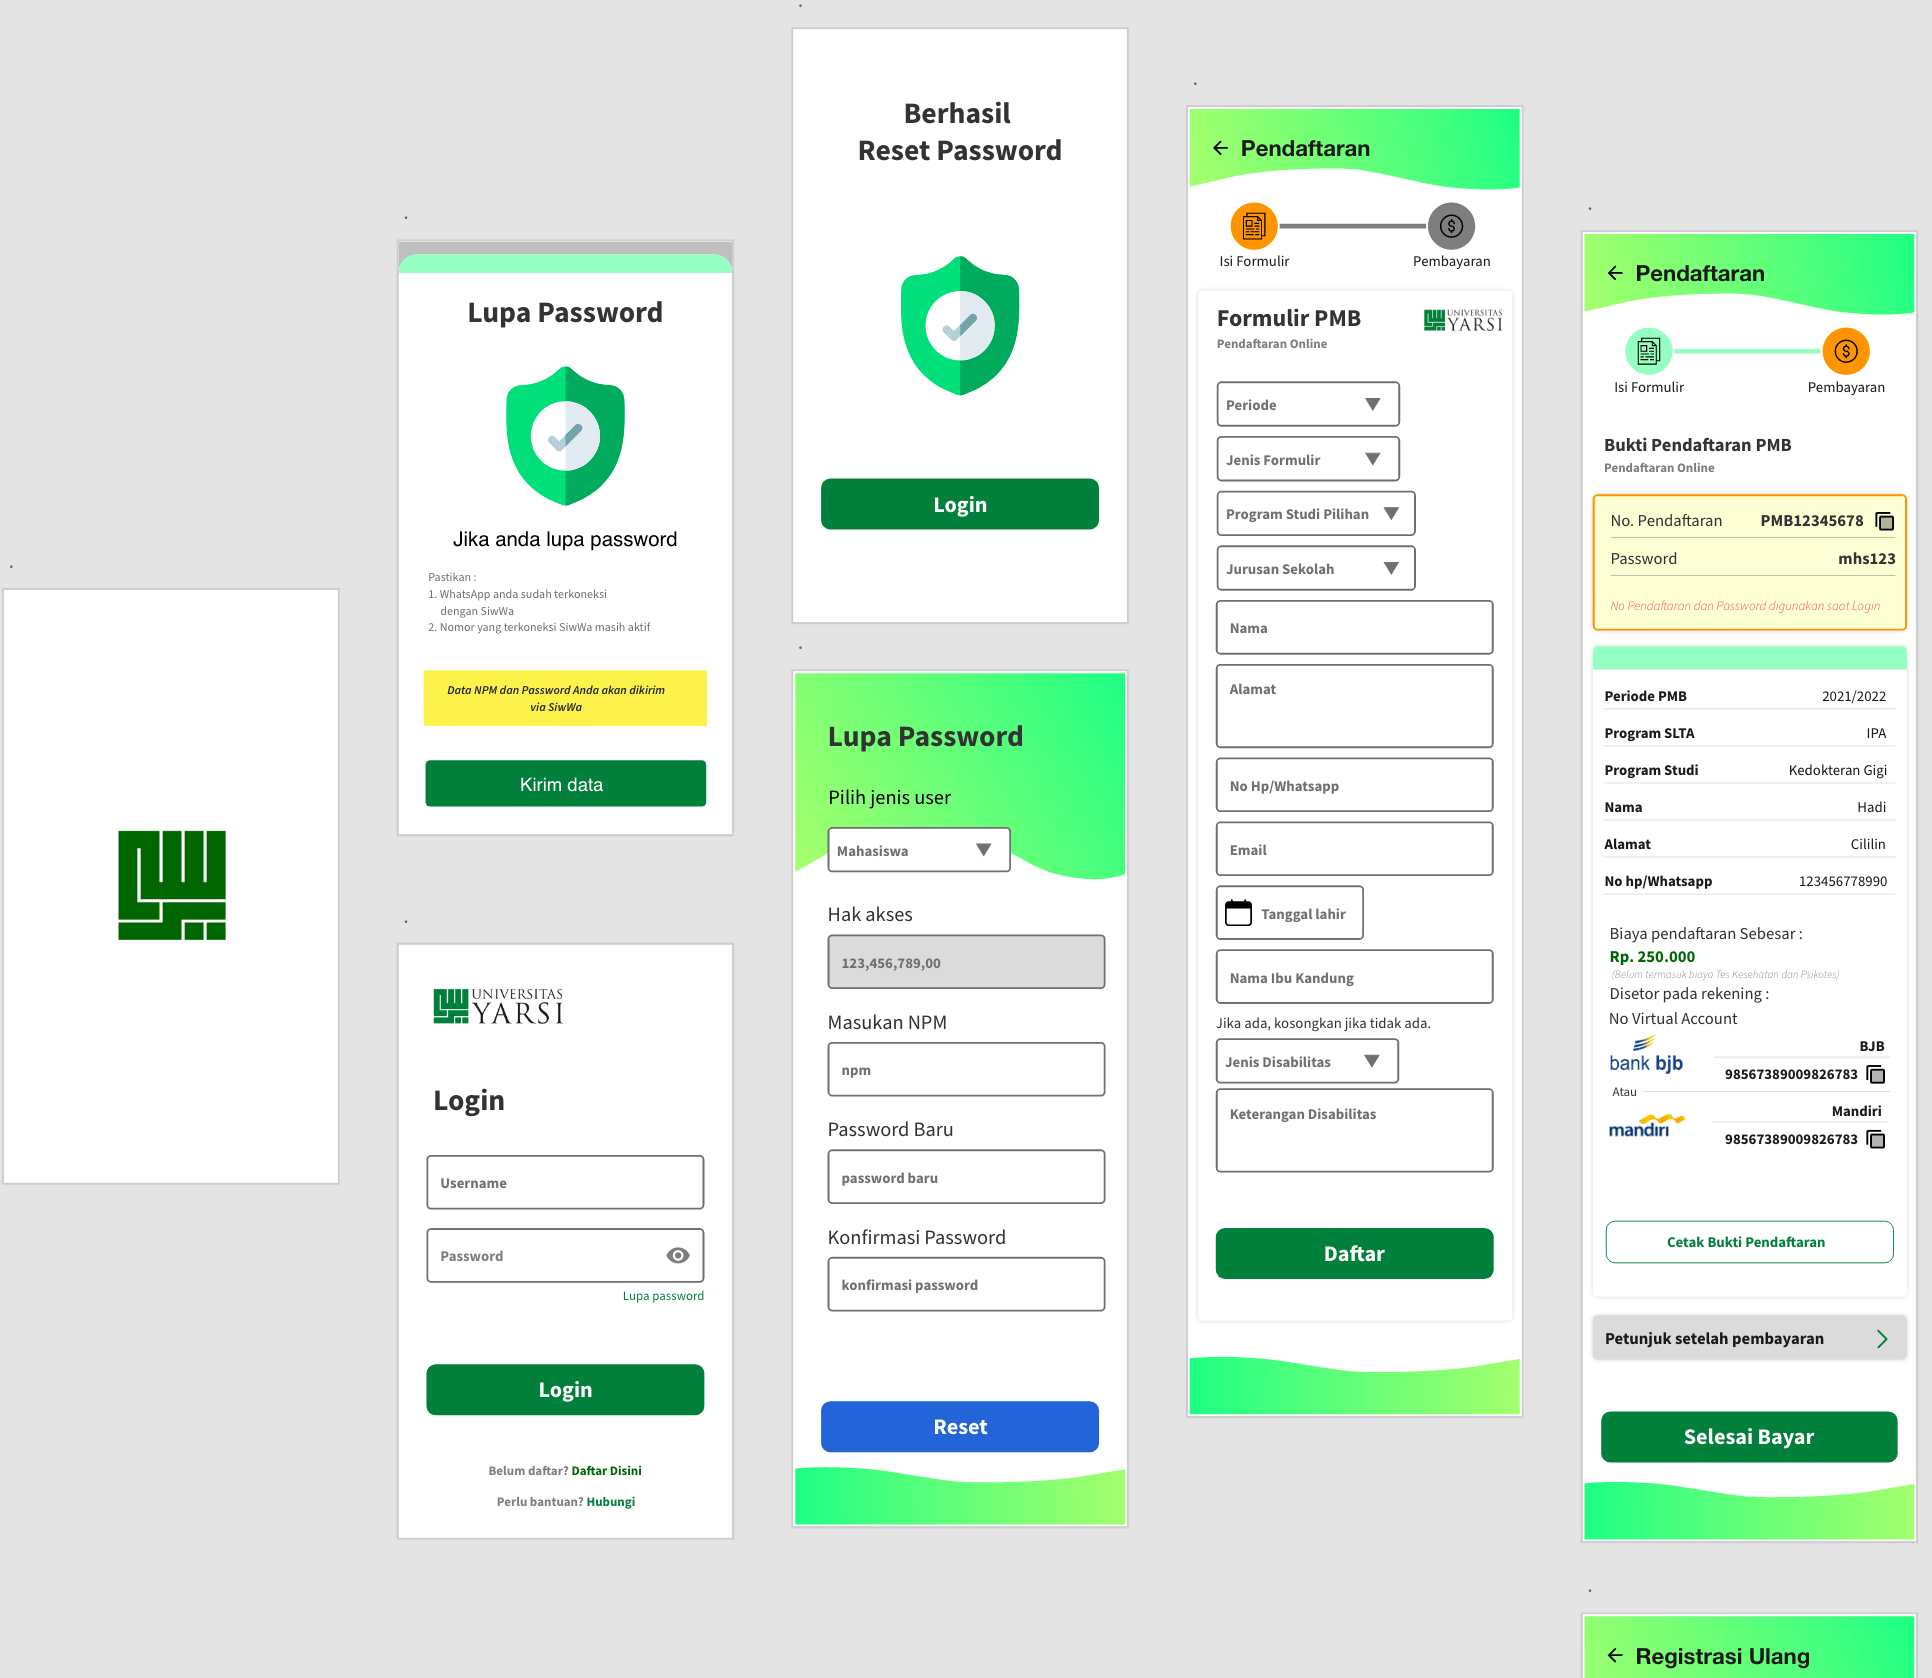 Lupa Password
Jika anda lupa password
Pastikan :
1. WhatsApp anda sudah terkoneksi
dengan SiwWa
2. Nomor yang terkoneksi SiwWa masih aktif
Data NPM dan Password Anda akan dikirim
via SiwWa
Kirim data
UNIVERSITAS
YARSI
Login
Username
Password
Lupa password
Login
Belum daftar? Daftar Disini
Perlu bantuan? Hubungi
Berhasil
Reset Password
Login
Lupa Password
Pilih jenis user
Mahasiswa
Hak akses
123,456,789,00
Masukan NPM
npm
Password Baru
password baru
Konfirmasi Password
konfirmasi password
Reset
Pendaftaran
Isi Formulir
Pembayaran
Formulir PMB
Pendaftaran Online
UNIVERSITAS
YARSI
Periode
Jenis Formulir
Program Studi Pilihan
Jurusan Sekolah
Nama
Alamat
No Hp/Whatsapp
Email
Tanggal lahir
Nama Ibu Kandung
Jika ada, kosongkan jika tidak ada.
Jenis Disabilitas
Keterangan Disabilitas
Daftar
Pendaftaran
Isi Formulir
Pembayaran
Bukti Pendaftaran PMB
Pendaftaran Online
No. Pendaftaran PMB12345678
Password mhs123
No Pendaftaran dan Password digunakan saat Login
Periode PMB 2021/2022
Program SLTA IPA
Program Studi Kedokteran Gigi
Nama Hadi
Alamat Cililin
No hp/Whatsapp 123456778990
Biaya pendaftaran Sebesar :
Rp. 250.000
(Belum termasuk biaya Tes Kesehatan dan Psikotes)
Disetor pada rekening :
No Virtual Account
bank bjb
BJB
98567389009826783
Atau
mandiri
Mandiri
98567389009826783
Cetak Bukti Pendaftaran
Petunjuk setelah pembayaran
Selesai Bayar
Registrasi Ulang